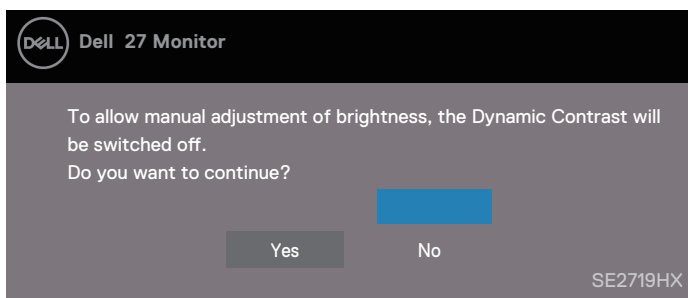 DELL Dell 27 Monitor
To allow manual adjustment of brightness, the Dynamic Contrast will
be switched off.
Do you want to continue?
Yes No
SE2719HX